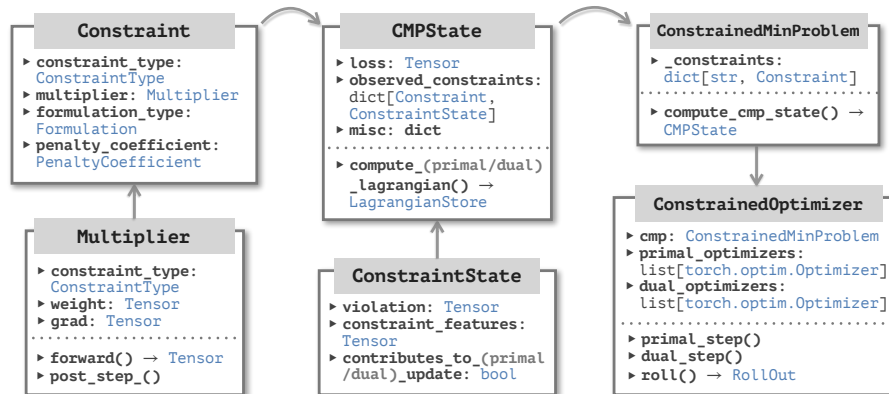 Constraint
▸ constraint_type:
ConstraintType
▸ multiplier: Multiplier
▸ formulation_type:
Formulation
▸ penalty_coefficient:
PenaltyCoefficient
Multiplier
▸ constraint_type:
ConstraintType
▸ weight: Tensor
▸ grad: Tensor
▸ forward() → Tensor
▸ post_step_()
CMPState
▸ loss: Tensor
▸ observed_constraints:
dict[Constraint,
ConstraintState]
▸ misc: dict
▸ compute_(primal/dual)
_lagrangian() →
LagrangianStore
ConstraintState
▸ violation: Tensor
▸ constraint_features:
Tensor
▸ contributes_to_(primal
/dual)_update: bool
ConstrainedMinProblem
▸ _constraints:
dict[str, Constraint]
▸ compute_cmp_state() →
CMPState
ConstrainedOptimizer
▸ cmp: ConstrainedMinProblem
▸ primal_optimizers:
list[torch.optim.Optimizer]
▸ dual_optimizers:
list[torch.optim.Optimizer]
▸ primal_step()
▸ dual_step()
▸ roll() → RollOut